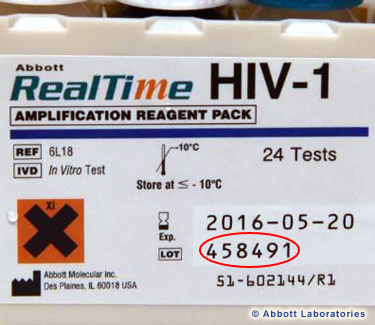 Abbott
RealTime HIV-1
AMPLIFICATION REAGENT PACK
REF 6L18
-10°C
24 Tests
IVD In Vitro Test
Store at ≤ - 10°C
Xi
2016-05-20
Exp.
LOT 458491
Abbott Molecular Inc.
Des Plaines, IL 60018 USA
51-602144/R1
© Abbott Laboratories